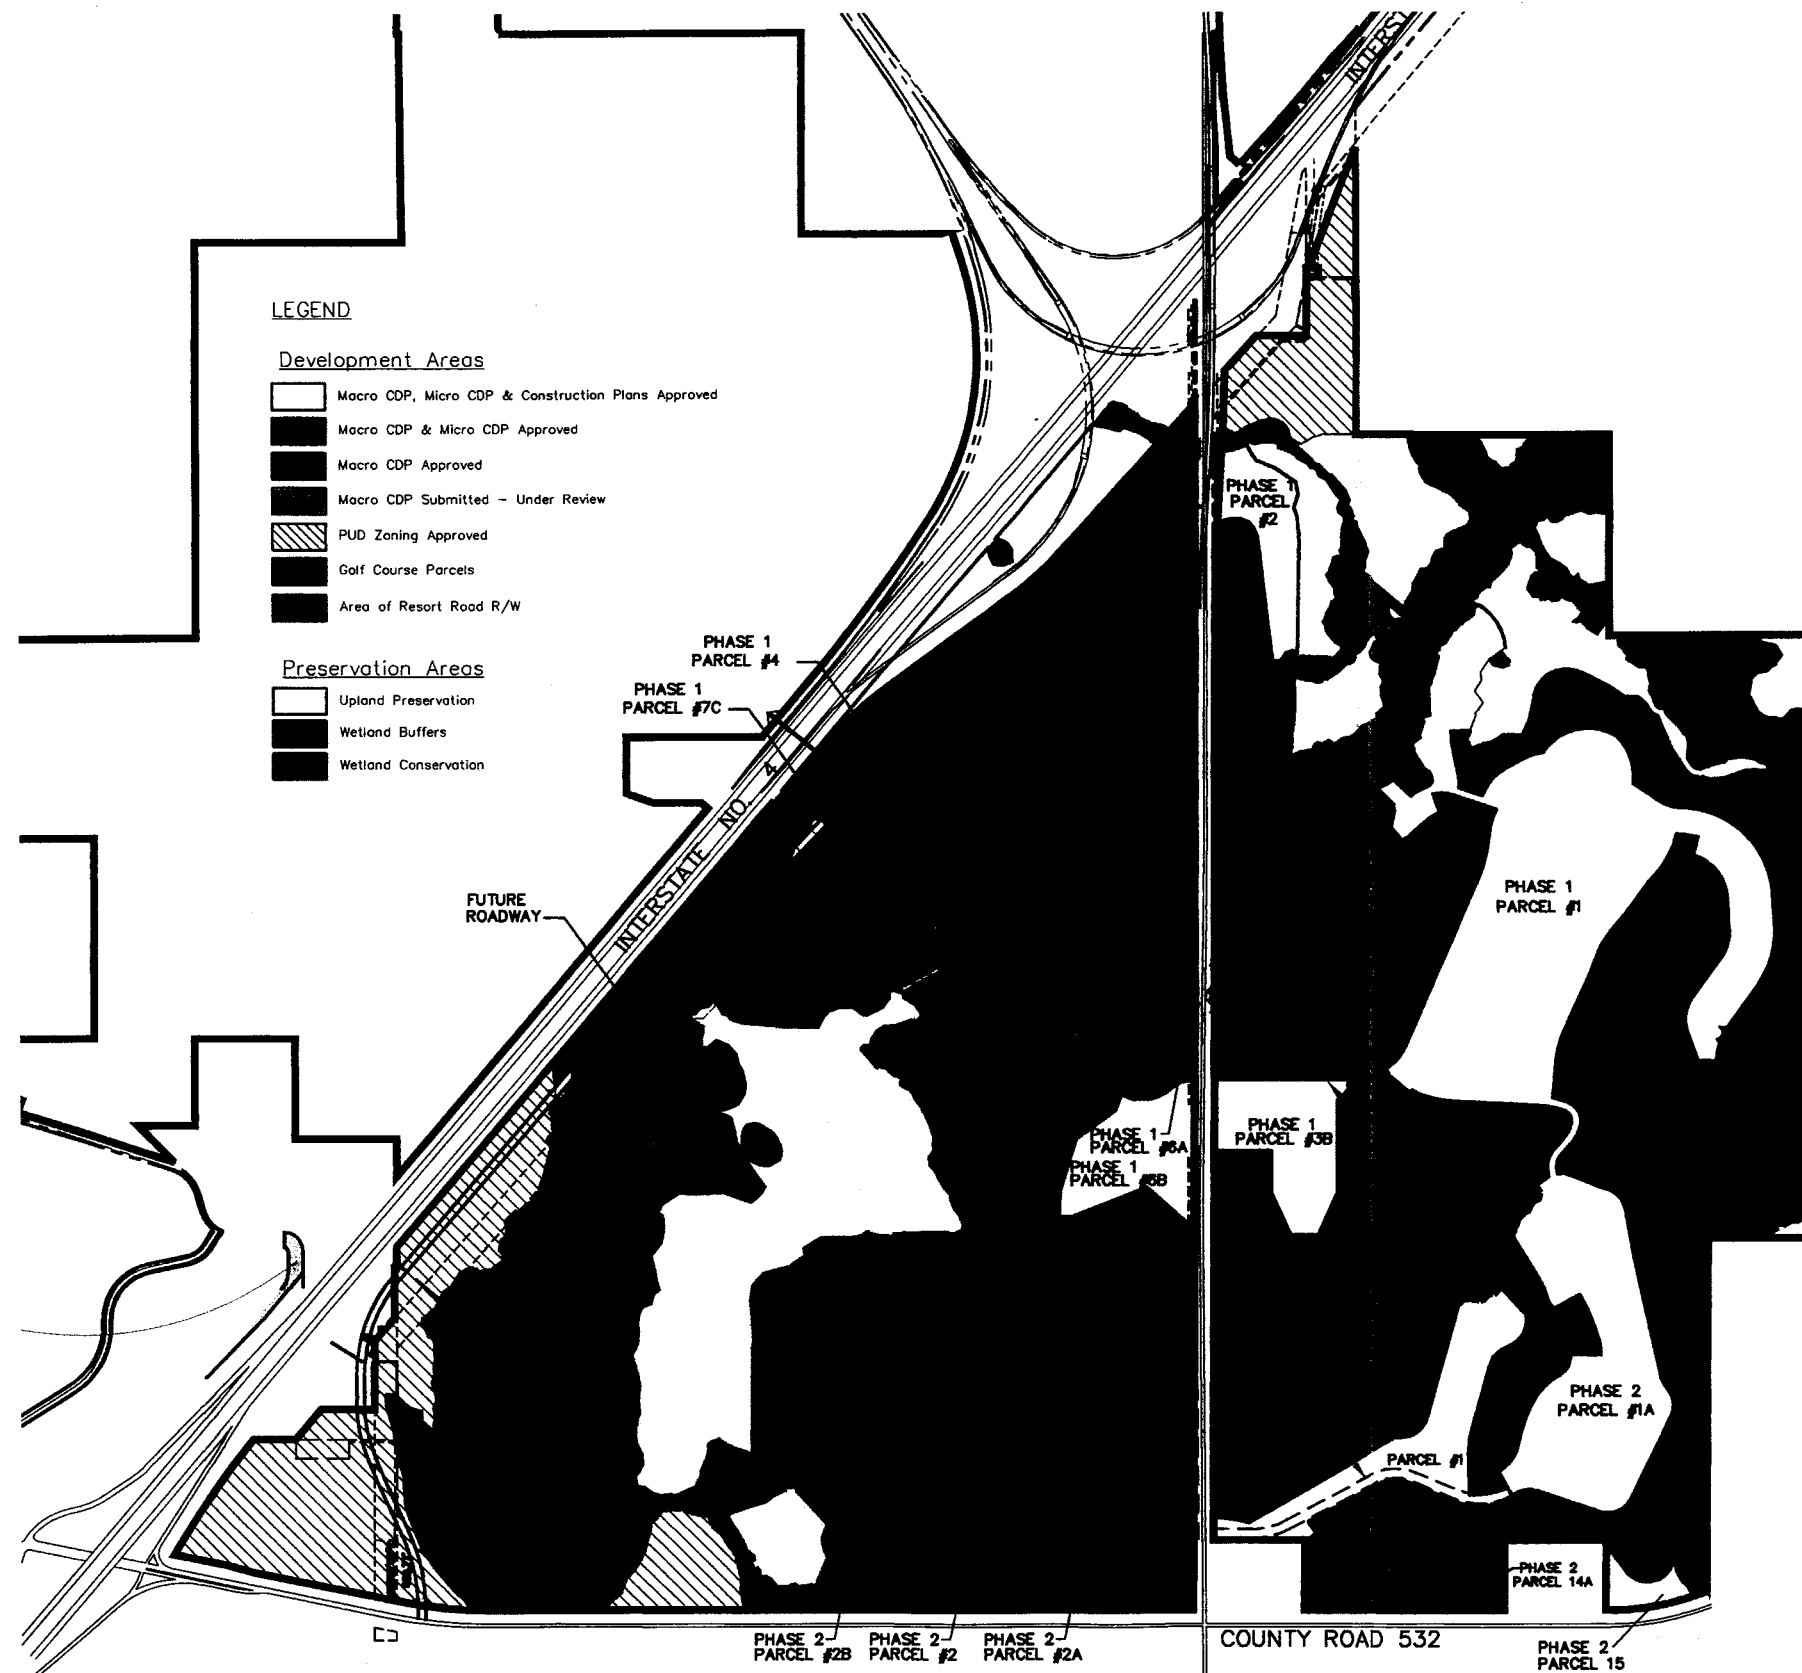 INTERS
LEGEND
Development Areas
Macro CDP, Micro CDP & Construction Plans Approved
Macro CDP & Micro CDP Approved
Macro CDP Approved
Macro CDP Submitted – Under Review
PUD Zoning Approved
Golf Course Parcels
Area of Resort Road R/W
Preservation Areas
Upland Preservation
Wetland Buffers
Wetland Conservation
PHASE 1
PARCEL
#2
PHASE 1
PARCEL #4
PHASE 1
PARCEL #7C
INTERSTATE NO. 4
FUTURE
ROADWAY
PHASE 1
PARCEL #1
PHASE 1
PARCEL #6A
PHASE 1
PARCEL #6B
PHASE 1
PARCEL #3B
PHASE 2
PARCEL #1A
PARCEL #1
PHASE 2
PARCEL 14A
PHASE 2
PARCEL #2B
PHASE 2
PARCEL #2
PHASE 2
PARCEL #2A
COUNTY ROAD 532
PHASE 2
PARCEL 15